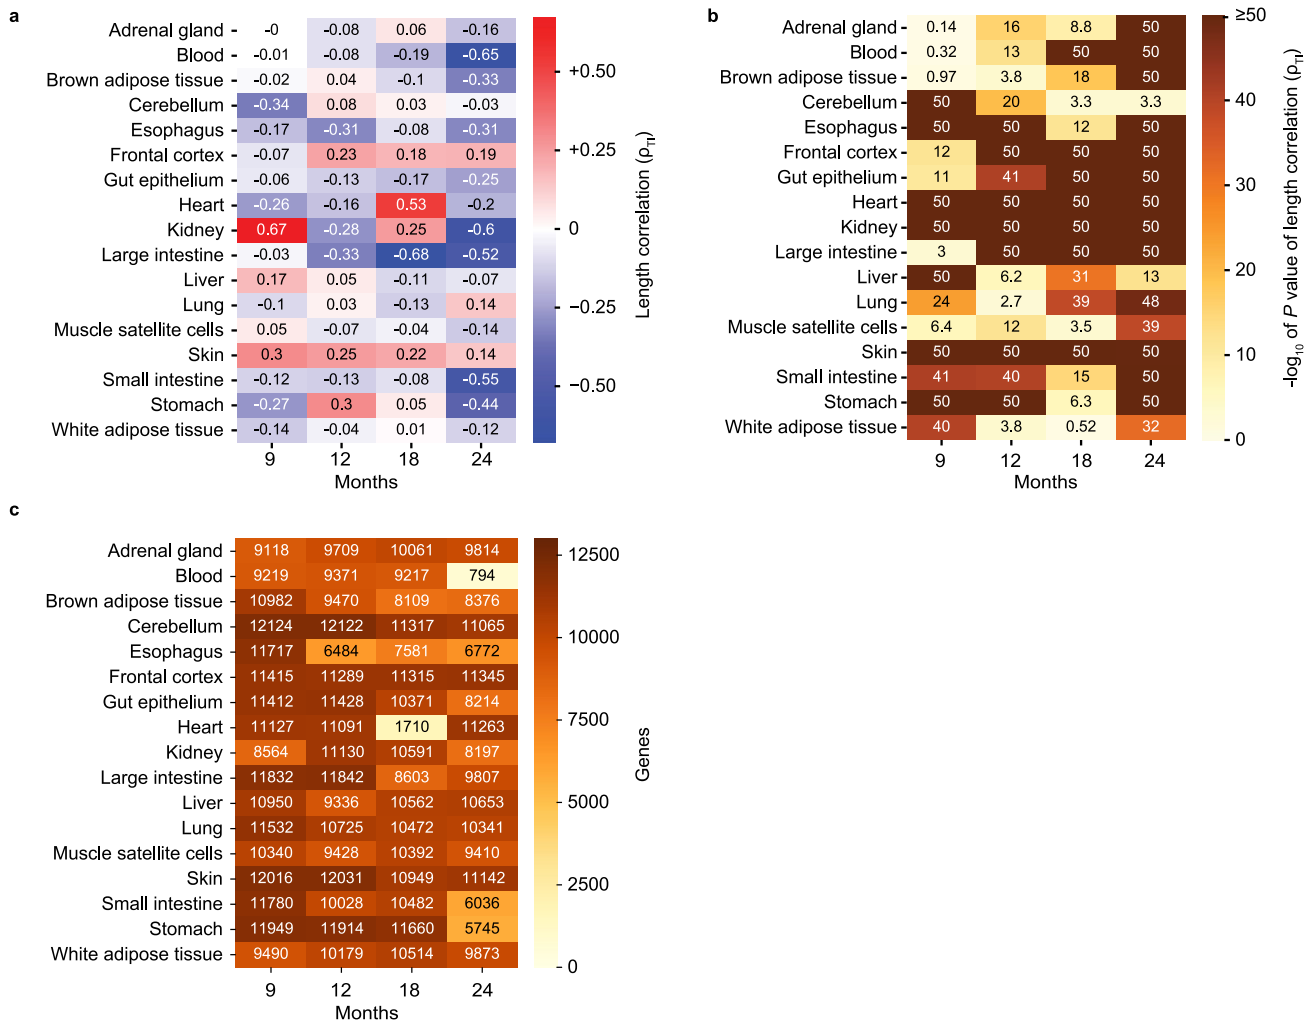 a
Adrenal gland -0 -0.08 0.06 -0.16
Blood -0.01 -0.08 -0.19 -0.65
Brown adipose tissue -0.02 0.04 -0.1 -0.33
Cerebellum -0.34 0.08 0.03 -0.03
Esophagus -0.17 -0.31 -0.08 -0.31
Frontal cortex -0.07 0.23 0.18 0.19
Gut epithelium -0.06 -0.13 -0.17 -0.25
Heart -0.26 -0.16 0.53 -0.2
Kidney 0.67 -0.28 0.25 -0.6
Large intestine -0.03 -0.33 -0.68 -0.52
Liver 0.17 0.05 -0.11 -0.07
Lung -0.1 0.03 -0.13 0.14
Muscle satellite cells 0.05 -0.07 -0.04 -0.14
Skin 0.3 0.25 0.22 0.14
Small intestine -0.12 -0.13 -0.08 -0.55
Stomach -0.27 0.3 0.05 -0.44
White adipose tissue -0.14 -0.04 0.01 -0.12
9 12 18 24
Months
+0.50
+0.25
0
−0.25
−0.50
Length correlation (ρTI)
b
Adrenal gland 0.14 16 8.8 50
Blood 0.32 13 50 50
Brown adipose tissue 0.97 3.8 18 50
Cerebellum 50 20 3.3 3.3
Esophagus 50 50 12 50
Frontal cortex 12 50 50 50
Gut epithelium 11 41 50 50
Heart 50 50 50 50
Kidney 50 50 50 50
Large intestine 3 50 50 50
Liver 50 6.2 31 13
Lung 24 2.7 39 48
Muscle satellite cells 6.4 12 3.5 39
Skin 50 50 50 50
Small intestine 41 40 15 50
Stomach 50 50 6.3 50
White adipose tissue 40 3.8 0.52 32
9 12 18 24
Months
≥50
40
30
20
10
0
-log10 of P value of length correlation (ρTI)
c
Adrenal gland 9118 9709 10061 9814
Blood 9219 9371 9217 794
Brown adipose tissue 10982 9470 8109 8376
Cerebellum 12124 12122 11317 11065
Esophagus 11717 6484 7581 6772
Frontal cortex 11415 11289 11315 11345
Gut epithelium 11412 11428 10371 8214
Heart 11127 11091 1710 11263
Kidney 8564 11130 10591 8197
Large intestine 11832 11842 8603 9807
Liver 10950 9336 10562 10653
Lung 11532 10725 10472 10341
Muscle satellite cells 10340 9428 10392 9410
Skin 12016 12031 10949 11142
Small intestine 11780 10028 10482 6036
Stomach 11949 11914 11660 5745
White adipose tissue 9490 10179 10514 9873
9 12 18 24
Months
12500
10000
7500
5000
2500
0
Genes